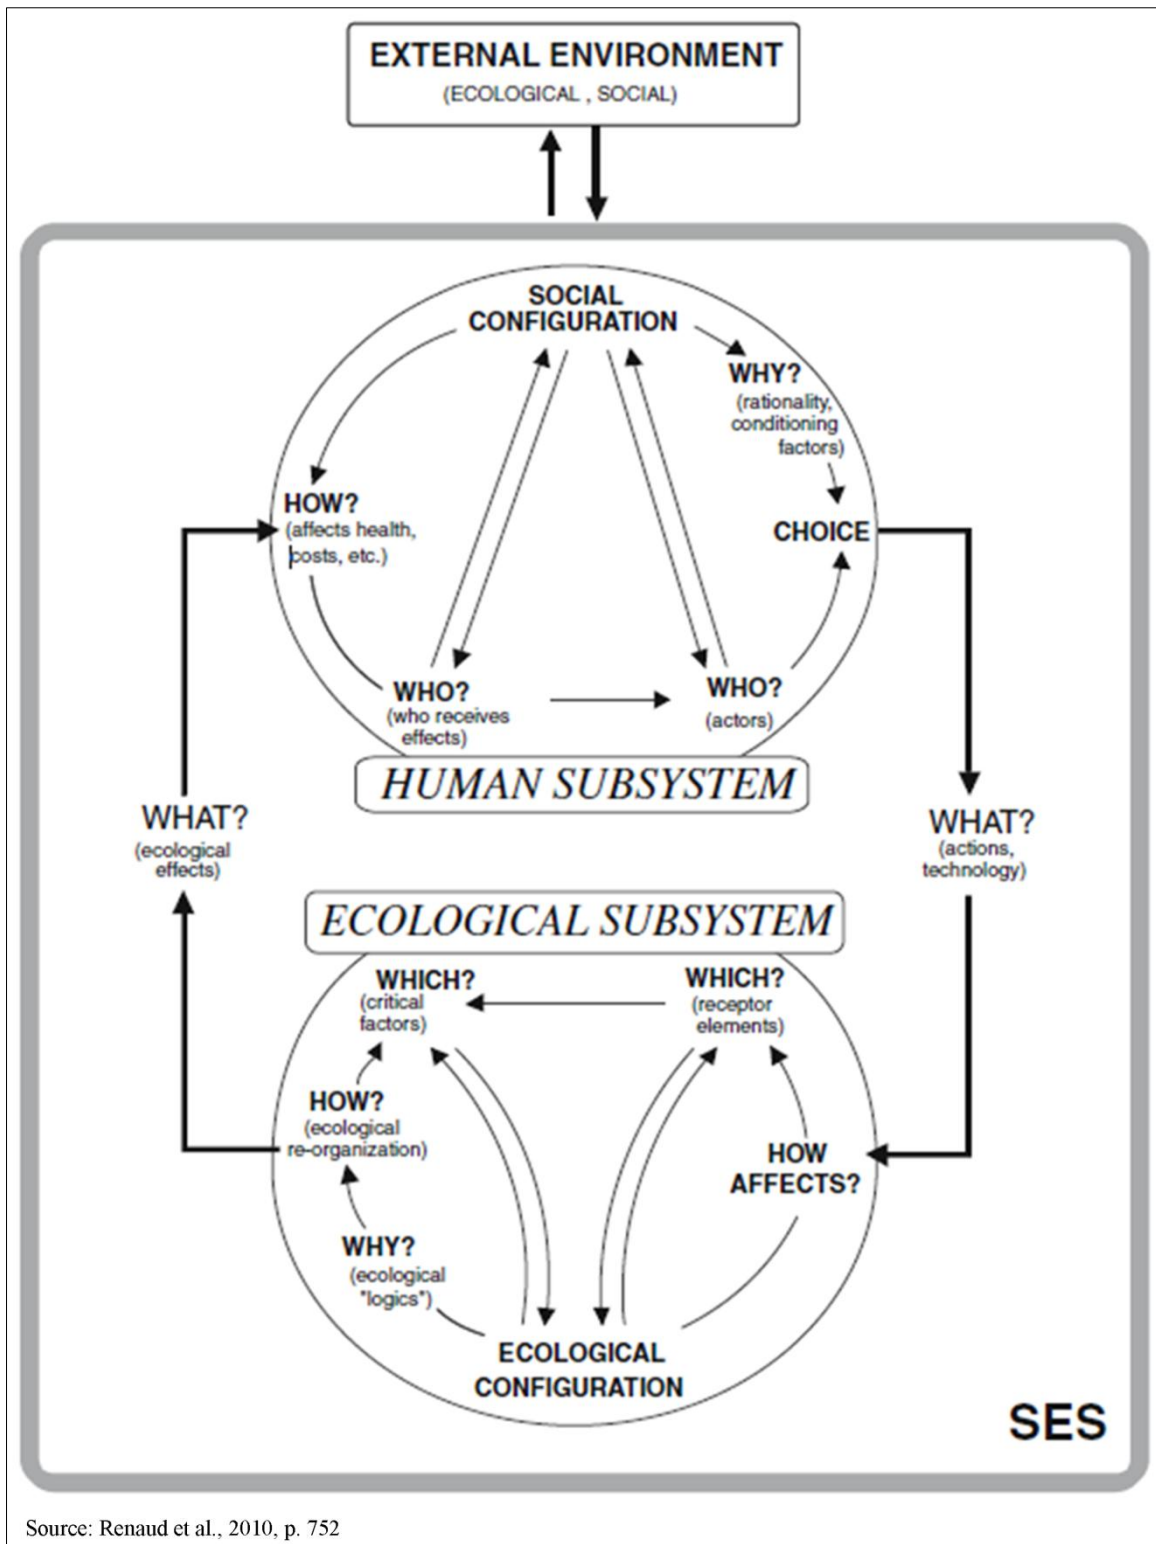 EXTERNAL ENVIRONMENT
(ECOLOGICAL , SOCIAL)
SOCIAL
CONFIGURATION
WHY?
(rationality,
conditioning
factors)
HOW?
(affects health,
costs, etc.)
CHOICE
WHO?
(who receives
effects)
WHO?
(actors)
HUMAN SUBSYSTEM
WHAT?
(ecological
effects)
WHAT?
(actions,
technology)
ECOLOGICAL SUBSYSTEM
WHICH?
(critical
factors)
WHICH?
(receptor
elements)
HOW?
(ecological
re-organization)
HOW
AFFECTS?
WHY?
(ecological
"logics")
ECOLOGICAL
CONFIGURATION
SES
Source: Renaud et al., 2010, p. 752